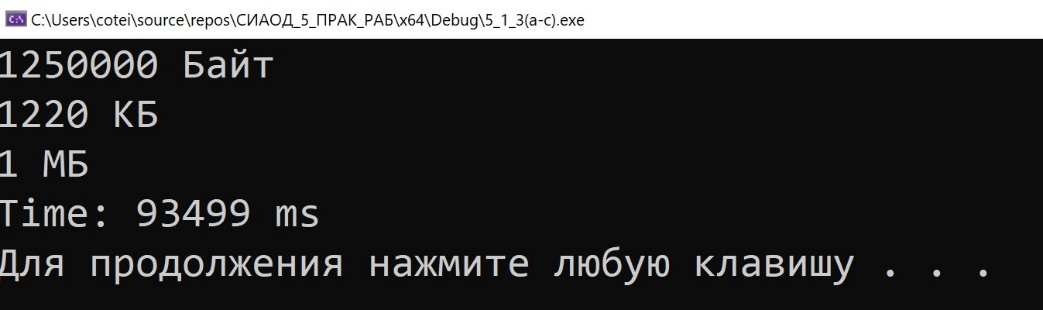 C:\Users\cotei\source\repos\СИАОД_5_ПРАК_РАБ\x64\Debug\5_1_3(a-c).exe
1250000 Байт
1220 КБ
1 МБ
Time: 93499 ms
Для продолжения нажмите любую клавишу . . .